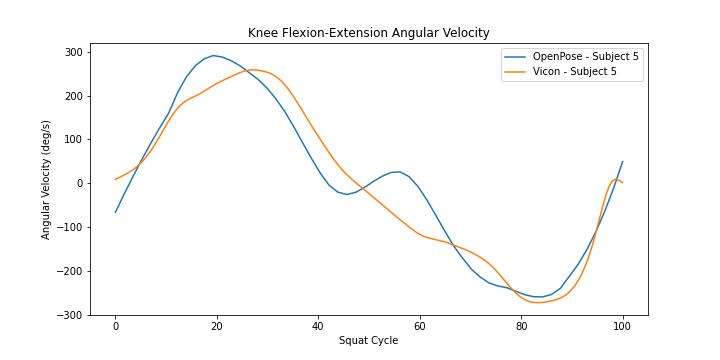 Knee Flexion-Extension Angular Velocity
OpenPose - Subject 5
Vicon - Subject 5
Angular Velocity (deg/s)
300
200
100
0
−100
−200
−300
0
20
40
60
80
100
Squat Cycle